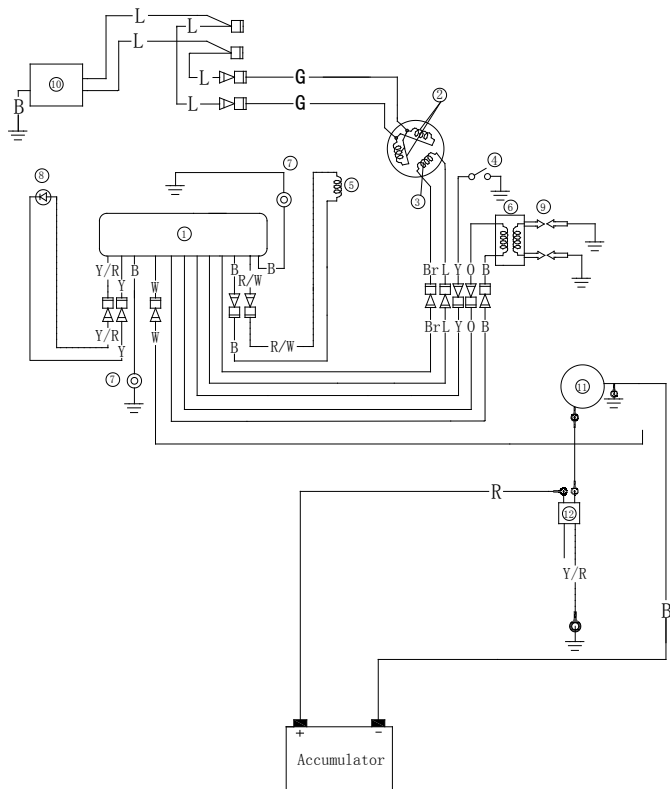 L
L
L
L
L
L
G
G
B
⑩
②
③
④
⑤
⑥
⑦
⑧
⑨
①
Y/R
Y
B
W
B
R/W
B
Br
L
Y
O
B
Y/R
Y
W
B
R/W
Br
L
Y
O
B
⑦
⑪
R
⑫
Y/R
B
+
-
Accumulator